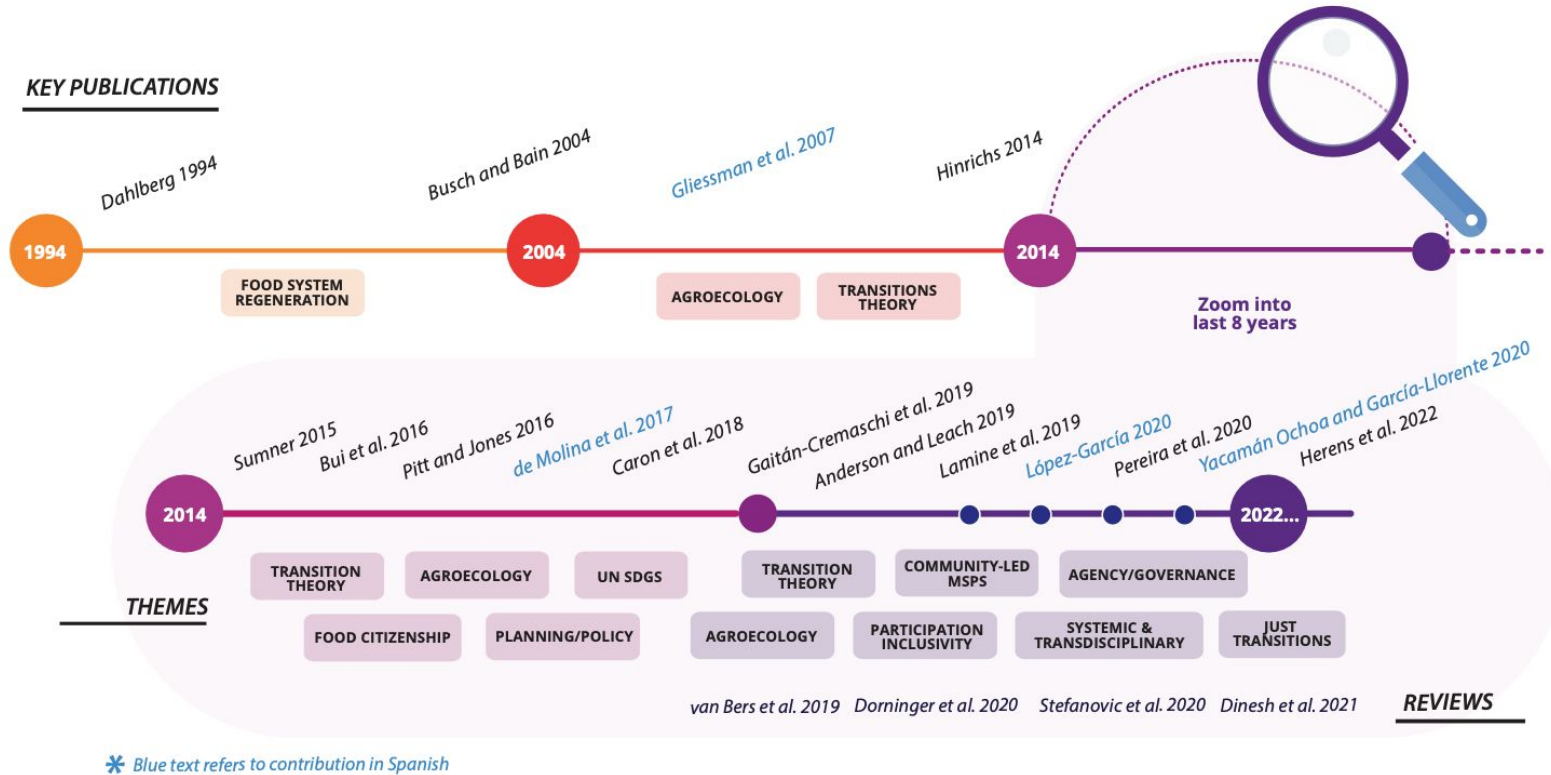 KEY PUBLICATIONS
Dahlberg 1994
Busch and Bain 2004
Gliessman et al. 2007
Hinrichs 2014
1994
2004
2014
FOOD SYSTEM
REGENERATION
AGROECOLOGY
TRANSITIONS
THEORY
Zoom into
last 8 years
Sumner 2015
Bui et al. 2016
Pitt and Jones 2016
de Molina et al. 2017
Caron et al. 2018
Gaitán-Cremaschi et al. 2019
Anderson and Leach 2019
Lamine et al. 2019
López-García 2020
Pereira et al. 2020
Yacamán Ochoa and García-Llorente 2020
Herens et al. 2022
2014
2022...
THEMES
TRANSITION
THEORY
AGROECOLOGY
UN SDGS
TRANSITION
THEORY
COMMUNITY-LED
MSPS
AGENCY/GOVERNANCE
FOOD CITIZENSHIP
PLANNING/POLICY
AGROECOLOGY
PARTICIPATION
INCLUSIVITY
SYSTEMIC &
TRANSDISCIPLINARY
JUST
TRANSITIONS
van Bers et al. 2019
Dorninger et al. 2020
Stefanovic et al. 2020
Dinesh et al. 2021
REVIEWS
* Blue text refers to contribution in Spanish